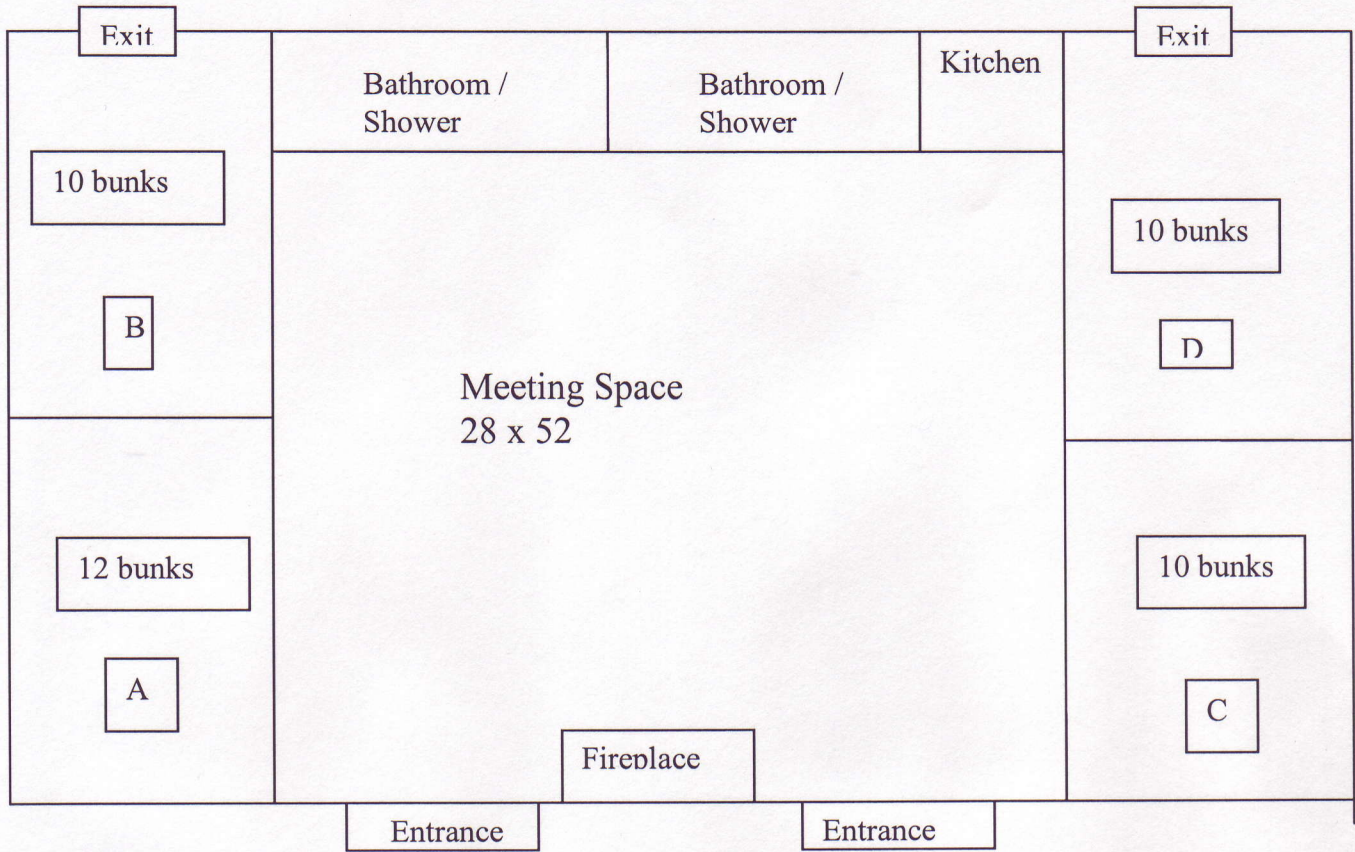 Exit
Exit
Bathroom /
Shower
Bathroom /
Shower
Kitchen
10 bunks
10 bunks
B
D
Meeting Space
28 x 52
12 bunks
10 bunks
A
C
Fireplace
Entrance
Entrance